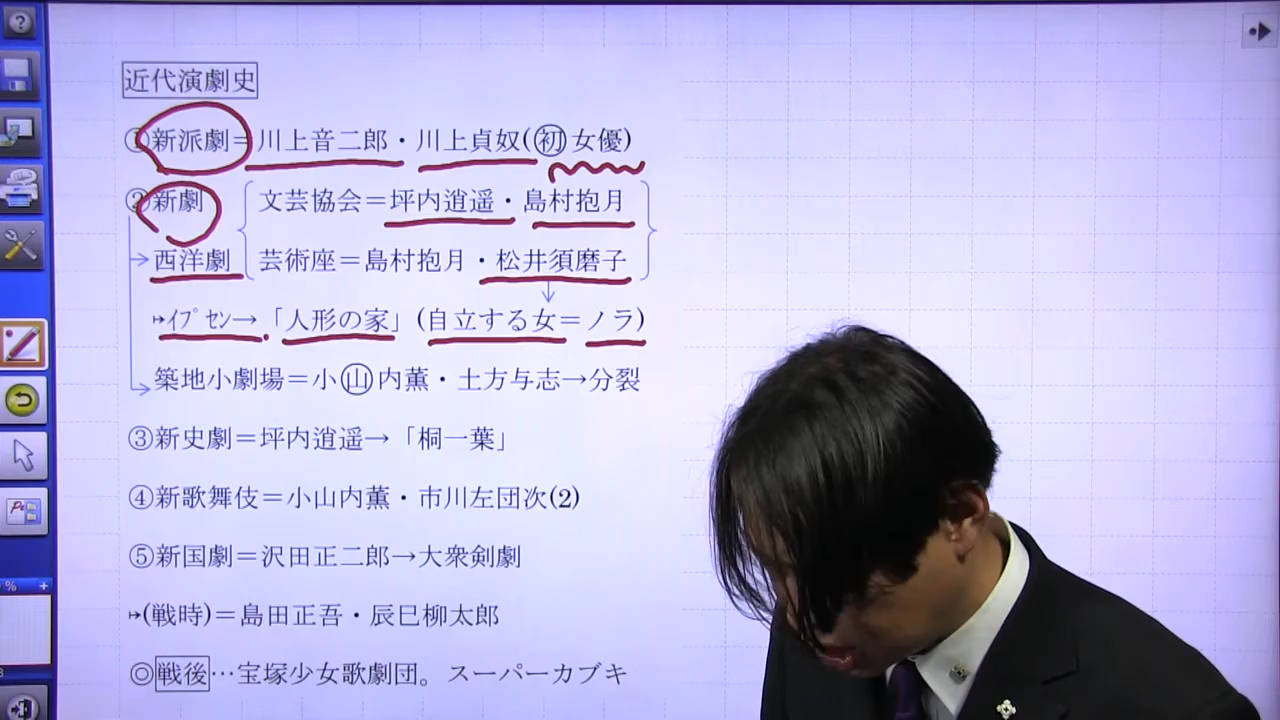 近代演劇史
①新派劇＝川上音二郎・川上貞奴(初女優)
②新劇 文芸協会＝坪内逍遥・島村抱月
→西洋劇 芸術座＝島村抱月・松井須磨子
↦ｲﾌﾟｾﾝ→「人形の家」(自立する女＝ノラ)
築地小劇場＝小山内薫・土方与志→分裂
③新史劇＝坪内逍遥→「桐一葉」
④新歌舞伎＝小山内薫・市川左団次(2)
⑤新国劇＝沢田正二郎→大衆剣劇
↦(戦時)＝島田正吾・辰巳柳太郎
◎戦後…宝塚少女歌劇団。スーパーカブキ